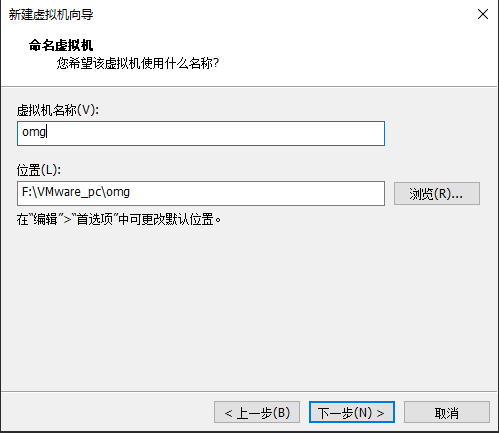 新建虚拟机向导
命名虚拟机
您希望该虚拟机使用什么名称?
虚拟机名称(V):
omg
位置(L):
F:\VMware_pc\omg
浏览(R)...
在"编辑">"首选项"中可更改默认位置。
< 上一步(B)
下一步(N) >
取消